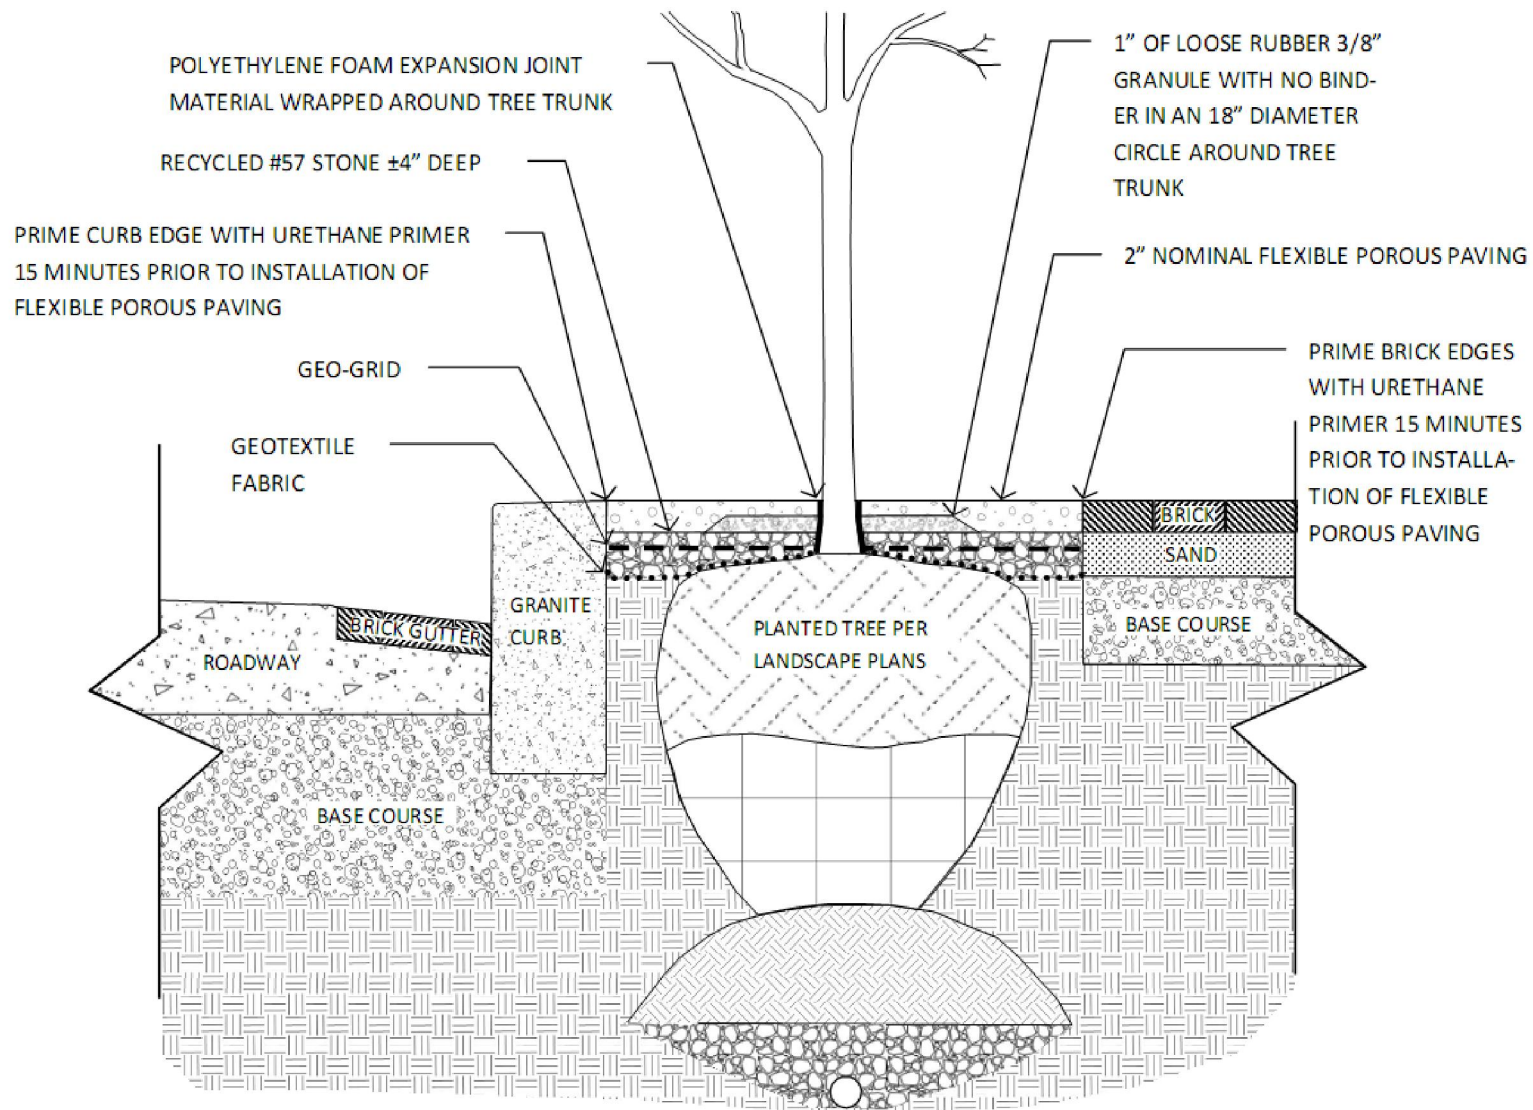 POLYETHYLENE FOAM EXPANSION JOINT
MATERIAL WRAPPED AROUND TREE TRUNK
RECYCLED #57 STONE ±4” DEEP
PRIME CURB EDGE WITH URETHANE PRIMER
15 MINUTES PRIOR TO INSTALLATION OF
FLEXIBLE POROUS PAVING
GEO-GRID
GEOTEXTILE
FABRIC
1” OF LOOSE RUBBER 3/8”
GRANULE WITH NO BIND-
ER IN AN 18” DIAMETER
CIRCLE AROUND TREE
TRUNK
2” NOMINAL FLEXIBLE POROUS PAVING
PRIME BRICK EDGES
WITH URETHANE
PRIMER 15 MINUTES
PRIOR TO INSTALLA-
TION OF FLEXIBLE
POROUS PAVING
BRICK
SAND
BASE COURSE
GRANITE
CURB
BRICK GUTTER
ROADWAY
PLANTED TREE PER
LANDSCAPE PLANS
BASE COURSE